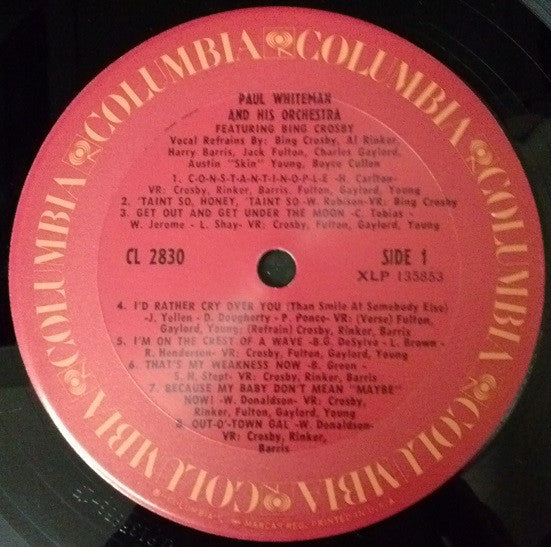 COLUMBIA COLUMBIA COLUMBIA COLUMBIA COLUMBIA COLUMBIA
PAUL WHITEMAN
AND HIS ORCHESTRA
FEATURING BING CROSBY
Vocal Refrains By: Bing Crosby, Al Rinker,
Harry Barris, Jack Fulton, Charles Gaylord,
Austin "Skin" Young, Boyce Cullen
1. C-O-N-S-T-A-N-T-I-N-O-P-L-E -H. Carlton-
VR: Crosby, Rinker, Barris, Fulton, Gaylord, Young
2. 'TAINT SO, HONEY, 'TAINT SO -W. Robison- VR: Bing Crosby
3. GET OUT AND GET UNDER THE MOON -C. Tobias-
W. Jerome - L. Shay- VR: Crosby, Fulton, Gaylord, Young
CL 2830
SIDE 1
XLP 135853
4. I'D RATHER CRY OVER YOU (Than Smile At Somebody Else)
-J. Yellen - D. Dougherty - P. Ponce- VR: (Verse) Fulton,
Gaylord, Young; (Refrain) Crosby, Rinker, Barris
5. I'M ON THE CREST OF A WAVE -B.G. DeSylva - L. Brown -
R. Henderson- VR: Crosby, Fulton, Gaylord, Young
6. THAT'S MY WEAKNESS NOW -B. Green -
S. H. Stept- VR: Crosby, Rinker, Barris
7. BECAUSE MY BABY DON'T MEAN "MAYBE"
NOW! -W. Donaldson- VR: Crosby,
Rinker, Fulton, Gaylord, Young
8. OUT-O'-TOWN GAL -W. Donaldson-
VR: Crosby, Rinker,
Barris
COLUMBIA MARCAS REG. PRINTED IN U.S.A.